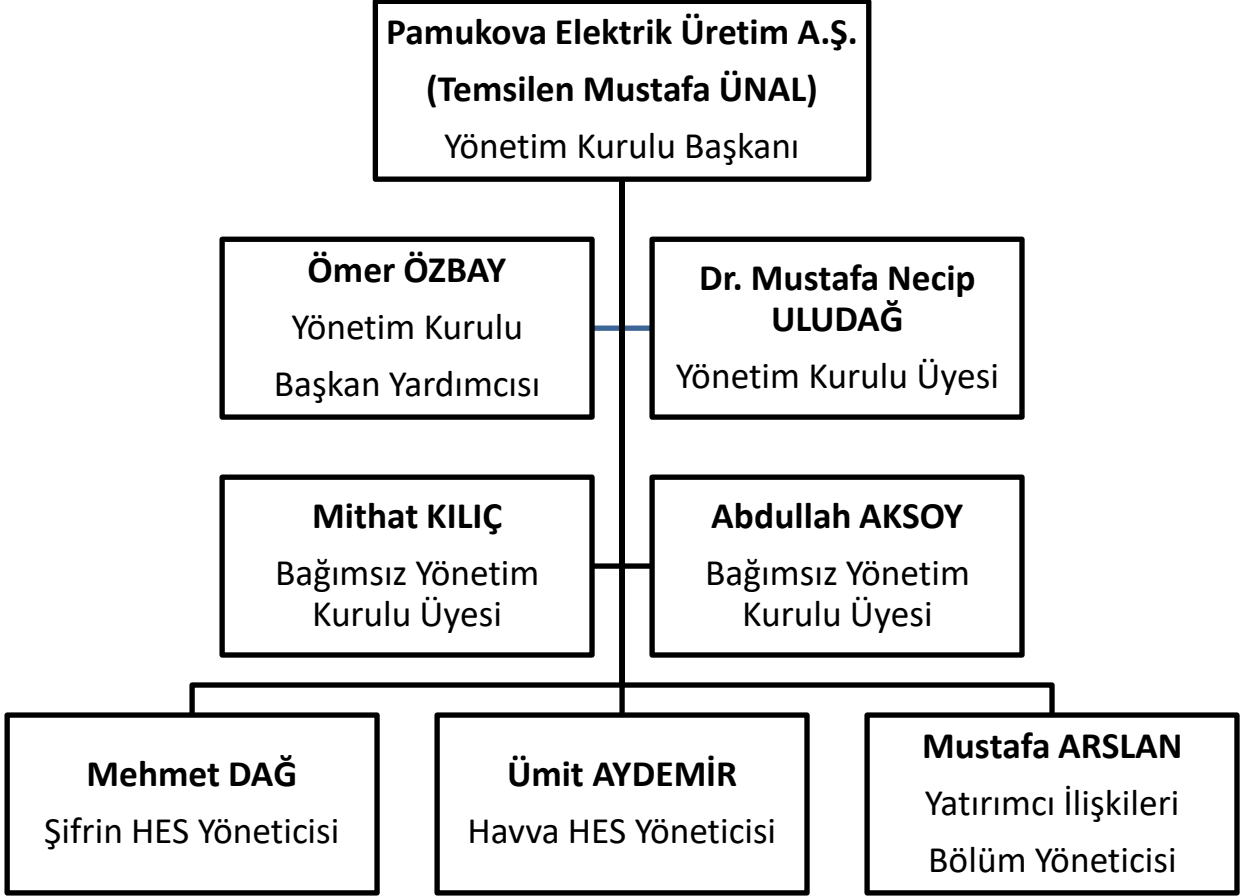 Pamukova Elektrik Üretim A.Ş.
(Temsilen Mustafa ÜNAL)
Yönetim Kurulu Başkanı
Ömer ÖZBAY
Yönetim Kurulu
Başkan Yardımcısı
Dr. Mustafa Necip
ULUDAĞ
Yönetim Kurulu Üyesi
Mithat KILIÇ
Bağımsız Yönetim
Kurulu Üyesi
Abdullah AKSOY
Bağımsız Yönetim
Kurulu Üyesi
Mehmet DAĞ
Şifrin HES Yöneticisi
Ümit AYDEMİR
Havva HES Yöneticisi
Mustafa ARSLAN
Yatırımcı İlişkileri
Bölüm Yöneticisi